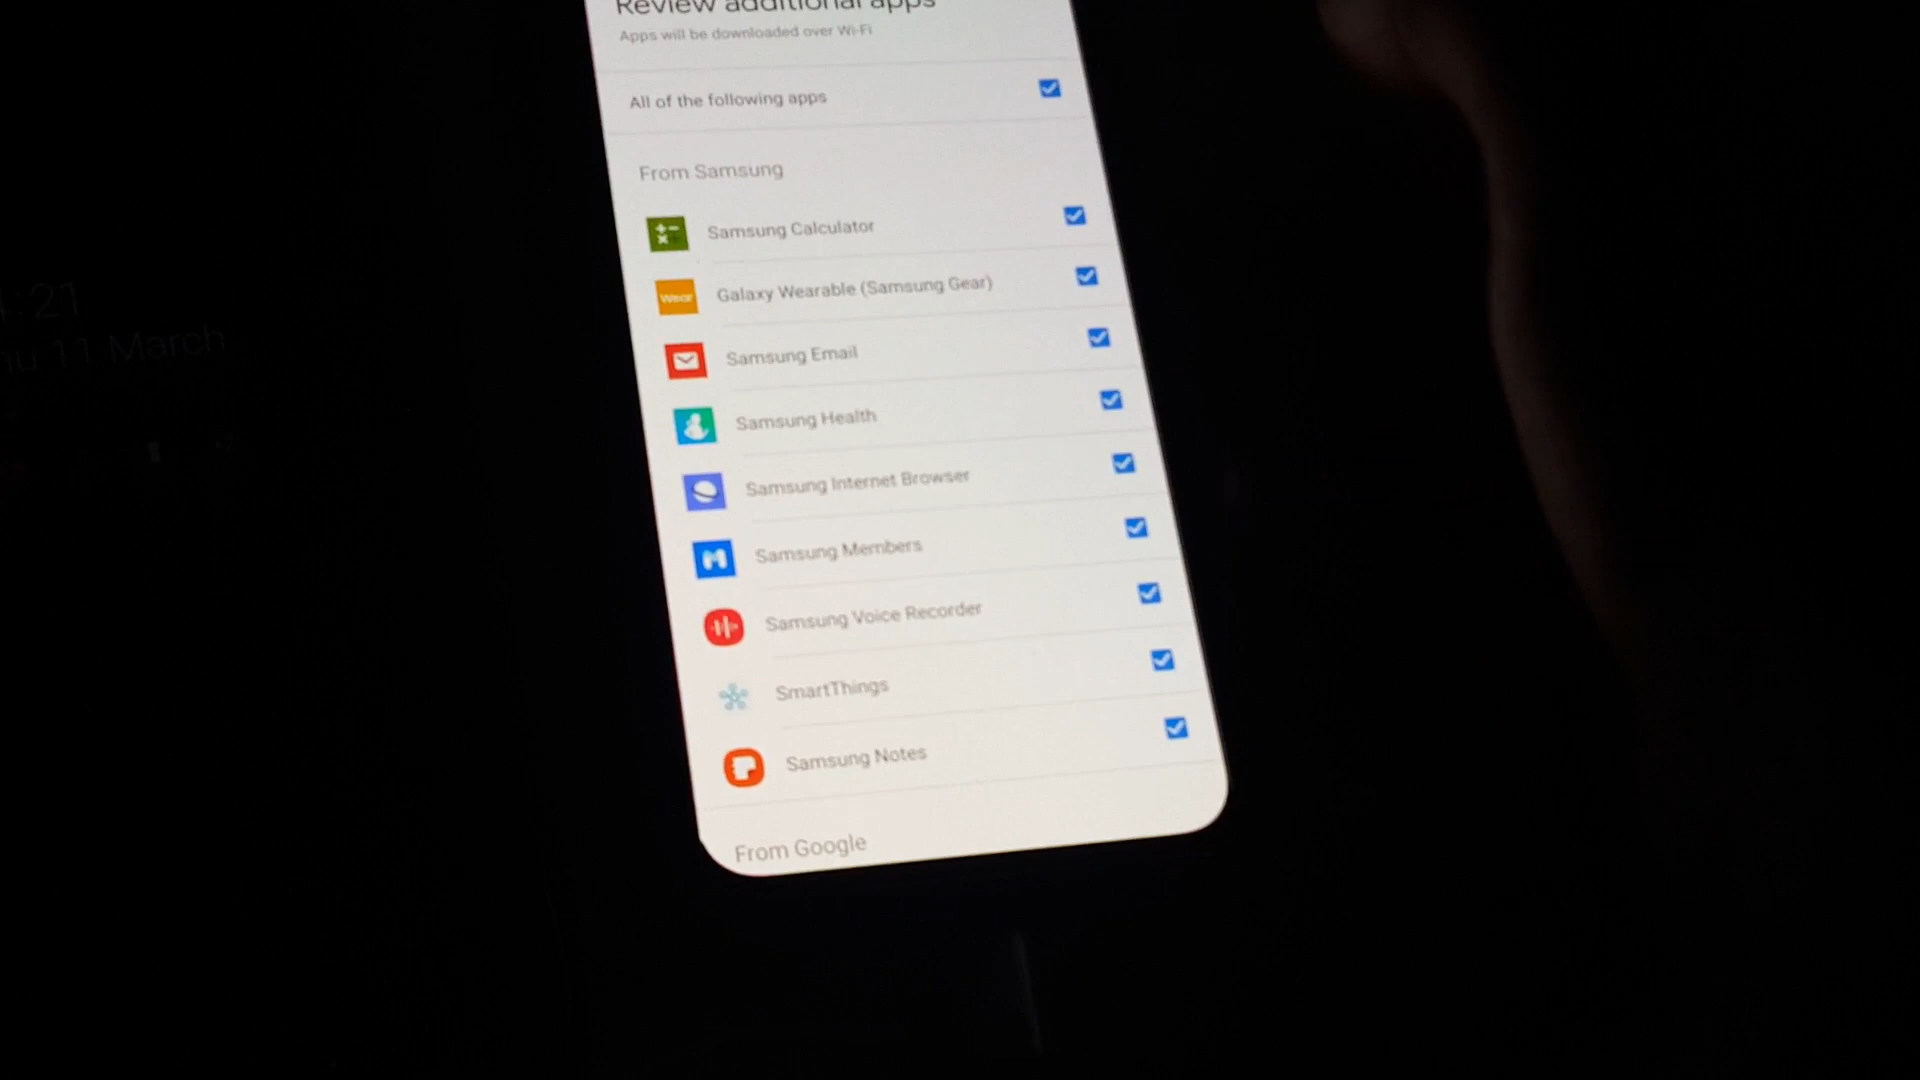 Review additional apps
Apps will be downloaded over Wi-Fi
All of the following apps
From Samsung
Samsung Calculator
Wear
Galaxy Wearable (Samsung Gear)
Samsung Email
Samsung Health
Samsung Internet Browser
Samsung Members
Samsung Voice Recorder
SmartThings
Samsung Notes
From Google
:21
11 March